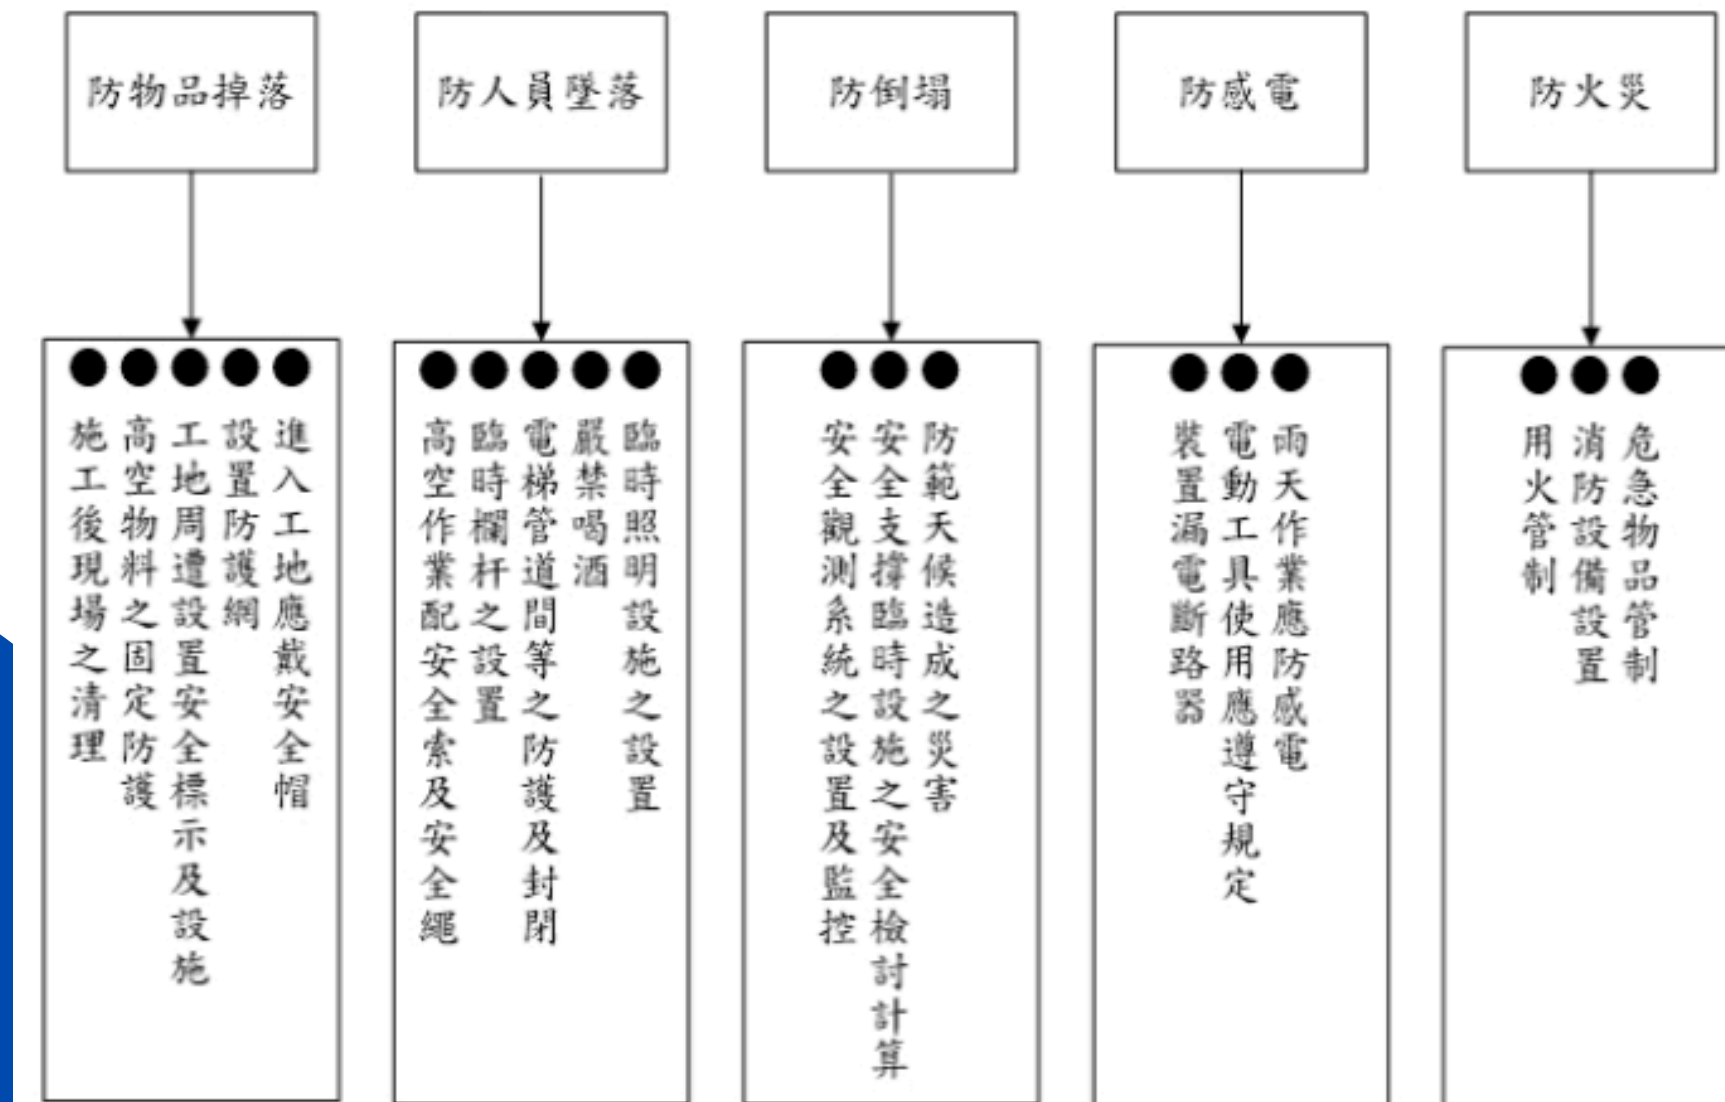 防物品掉落
進入工地應戴安全帽
設置防護網
工地周遭設置安全標示及設施
高空物料之固定防護
施工後現場之清理
防人員墜落
臨時照明設施之設置
嚴禁喝酒
電梯管道間等之防護及封閉
臨時欄杆之設置
高空作業配安全索及安全繩
防倒塌
防範天候造成之災害
安全支撐臨時設施之安全檢討計算
安全觀測系統之設置及監控
防感電
雨天作業應防感電
電動工具使用應遵守規定
裝置漏電斷路器
防火災
危急物品管制
消防設備設置
用火管制